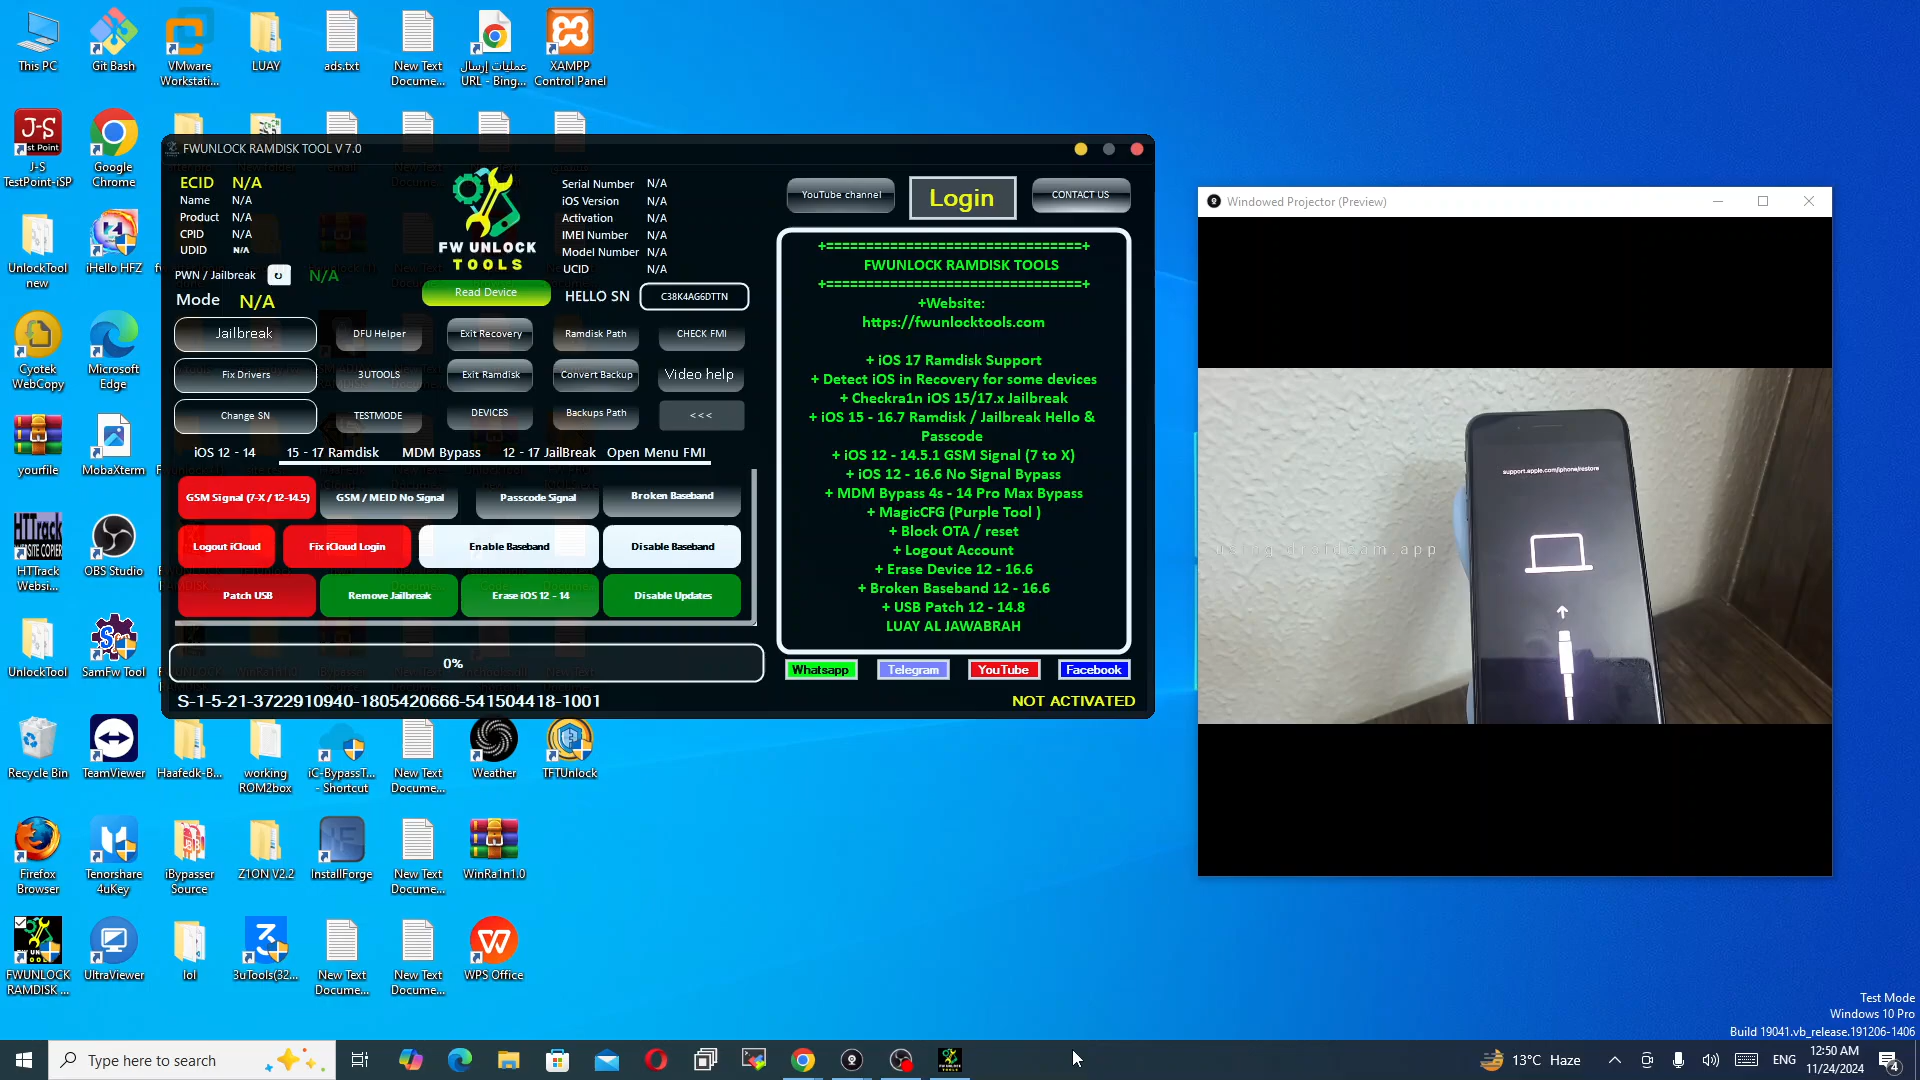 This PC
Git Bash
VMware
Workstati...
LUAY
ads.txt
New Text
Docume...
عمليات إرسال
URL - Bing...
XAMPP
Control Panel
J-S
TestPoint-iSP
Google
Chrome
UnlockTool
new
iHello HFZ
Cyotek
WebCopy
Microsoft
Edge
yourfile
MobaXterm
HTTrack
Websi...
OBS Studio
UnlockTool
SamFw Tool
Recycle Bin
TeamViewer
Haafedk-B...
working
ROM2box
iC-BypassT...
- Shortcut
New Text
Docume...
Weather
TFTUnlock
Firefox
Browser
Tenorshare
4uKey
iBypasser
Source
Z1ON V2.2
InstallForge
New Text
Docume...
WinRa1n1.0
FWUNLOCK
RAMDISK ...
UltraViewer
lol
3uTools(32...
New Text
Docume...
New Text
Docume...
WPS Office
FWUNLOCK RAMDISK TOOL V 7.0
ECID N/A
Name N/A
Product N/A
CPID N/A
UDID N/A
PWN / Jailbreak N/A
Mode N/A
FW UNLOCK
TOOLS
Read Device
Serial Number N/A
iOS Version N/A
Activation N/A
IMEI Number N/A
Model Number N/A
UCID N/A
HELLO SN C38K4AG6DTTN
YouTube channel
Login
CONTACT US
Jailbreak
DFU Helper
Exit Recovery
Ramdisk Path
CHECK FMI
Fix Drivers
3UTOOLS
Exit Ramdisk
Convert Backup
Video help
Change SN
TESTMODE
DEVICES
Backups Path
<<<
iOS 12 - 14
15 - 17 Ramdisk
MDM Bypass
12 - 17 JailBreak
Open Menu FMI
GSM Signal (7-X / 12-14.5)
GSM / MEID No Signal
Passcode Signal
Broken Baseband
Logout iCloud
Fix iCloud Login
Enable Baseband
Disable Baseband
Patch USB
Remove Jailbreak
Erase iOS 12 - 14
Disable Updates
0%
S-1-5-21-3722910940-1805420666-541504418-1001
+================================+
FWUNLOCK RAMDISK TOOLS
+================================+
+Website:
https://fwunlocktools.com
+ iOS 17 Ramdisk Support
+ Detect iOS in Recovery for some devices
+ Checkra1n iOS 15/17.x Jailbreak
+ iOS 15 - 16.7 Ramdisk / Jailbreak Hello &
Passcode
+ iOS 12 - 14.5.1 GSM Signal (7 to X)
+ iOS 12 - 16.6 No Signal Bypass
+ MDM Bypass 4s - 14 Pro Max Bypass
+ MagicCFG (Purple Tool )
+ Block OTA / reset
+ Logout Account
+ Erase Device 12 - 16.6
+ Broken Baseband 12 - 16.6
+ USB Patch 12 - 14.8
LUAY AL JAWABRAH
Whatsapp
Telegram
YouTube
Facebook
NOT ACTIVATED
Windowed Projector (Preview)
support.apple.com/iphone/restore
Test Mode
Windows 10 Pro
Build 19041.vb_release.191206-1406
Type here to search
13°C Haze
ENG
12:50 AM
11/24/2024
4